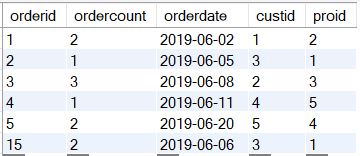 orderid ordercount orderdate custid proid
1 2 2019-06-02 1 2
2 1 2019-06-05 3 1
3 3 2019-06-08 2 3
4 1 2019-06-11 4 5
5 2 2019-06-20 5 4
15 2 2019-06-06 3 1